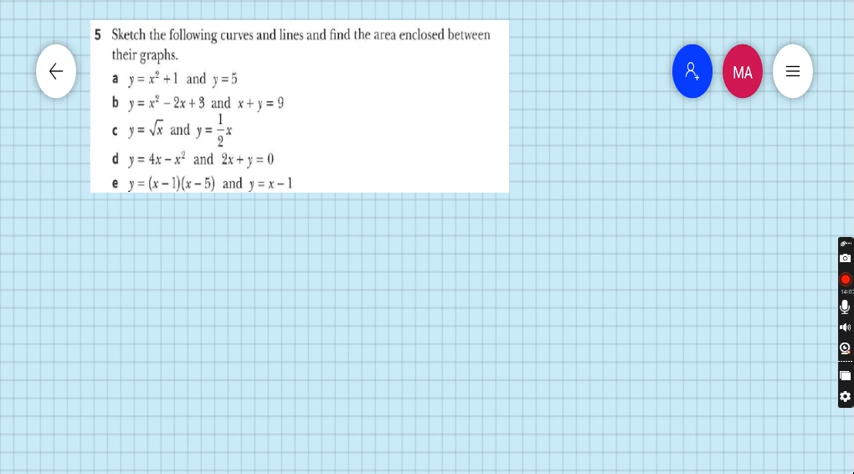 5 Sketch the following curves and lines and find the area enclosed between
their graphs.
a y = x² + 1 and y = 5
b y = x² − 2x + 3 and x + y = 9
c y = √x and y = 1/2 x
d y = 4x − x² and 2x + y = 0
e y = (x − 1)(x − 5) and y = x − 1
MA